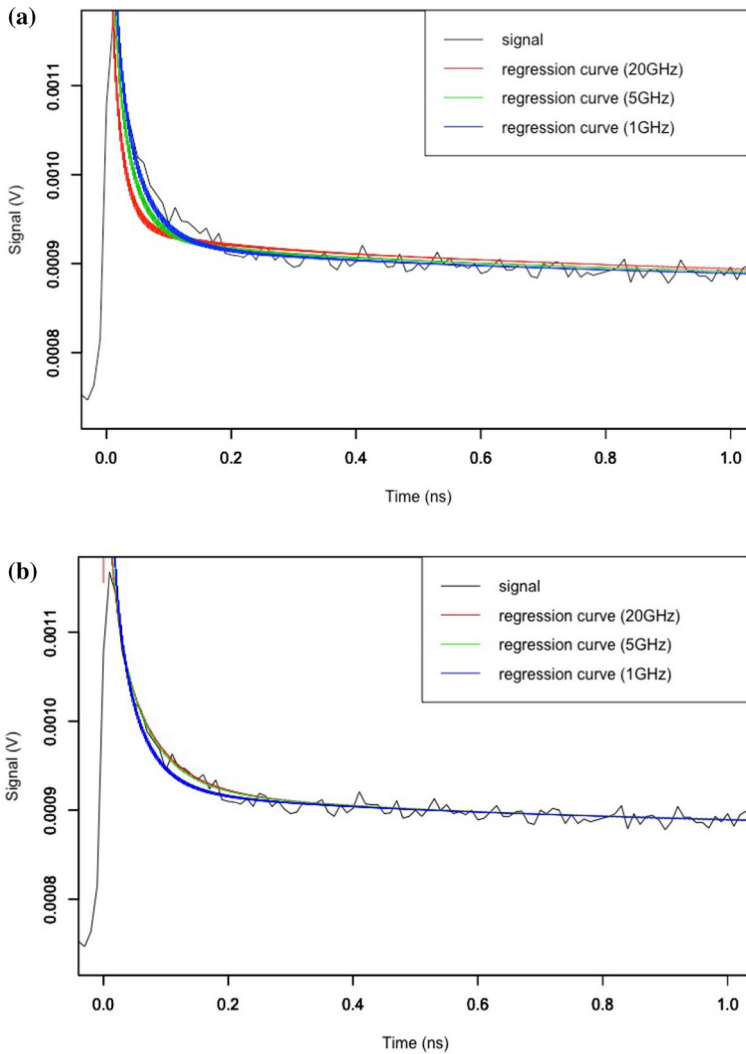 (a)
signal
regression curve (20GHz)
regression curve (5GHz)
regression curve (1GHz)
Signal (V)
0.0011
0.0010
0.0009
0.0008
0.0 0.2 0.4 0.6 0.8 1.0
Time (ns)
(b)
signal
regression curve (20GHz)
regression curve (5GHz)
regression curve (1GHz)
Signal (V)
0.0011
0.0010
0.0009
0.0008
0.0 0.2 0.4 0.6 0.8 1.0
Time (ns)